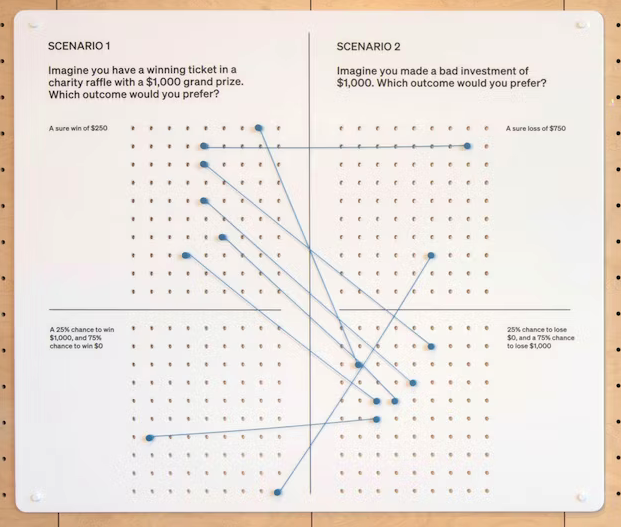 SCENARIO 1
Imagine you have a winning ticket in a
charity raffle with a $1,000 grand prize.
Which outcome would you prefer?
A sure win of $250
A 25% chance to win
$1,000, and 75%
chance to win $0
SCENARIO 2
Imagine you made a bad investment of
$1,000. Which outcome would you prefer?
A sure loss of $750
25% chance to lose
$0, and a 75% chance
to lose $1,000